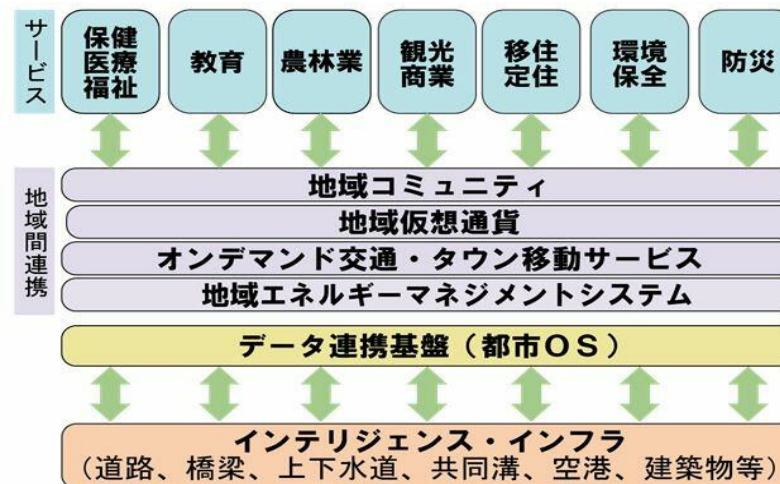 サービス
保健
医療
福祉
教育
農林業
観光
商業
移住
定住
環境
保全
防災
地域間連携
地域コミュニティ
地域仮想通貨
オンデマンド交通・タウン移動サービス
地域エネルギーマネジメントシステム
データ連携基盤（都市ＯＳ）
インテリジェンス・インフラ
（道路、橋梁、上下水道、共同溝、空港、建築物等）